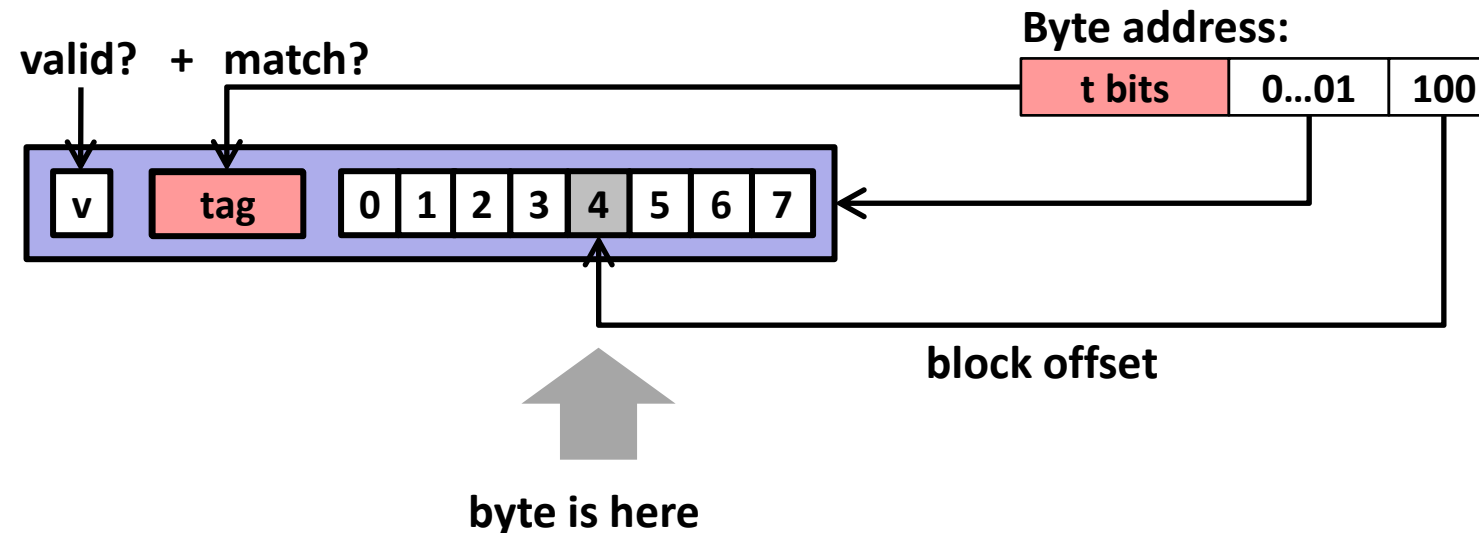 Byte address:
valid? + match?
t bits 0...01 100
v tag 0 1 2 3 4 5 6 7
block offset
byte is here